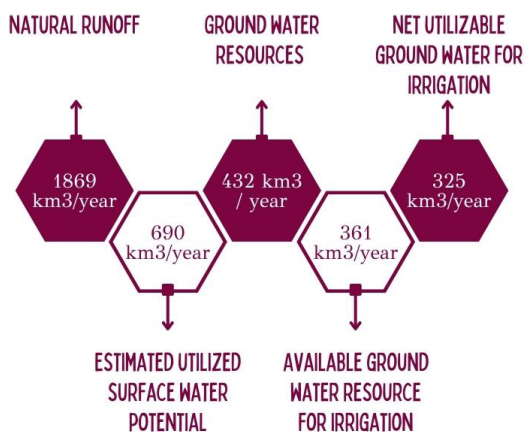 NATURAL RUNOFF
GROUND WATER
RESOURCES
NET UTILIZABLE
GROUND WATER FOR
IRRIGATION
1869
km3/year
432 km3
/ year
325
km3/year
690
km3/year
361
km3/year
ESTIMATED UTILIZED
SURFACE WATER
POTENTIAL
AVAILABLE GROUND
WATER RESOURCE
FOR IRRIGATION